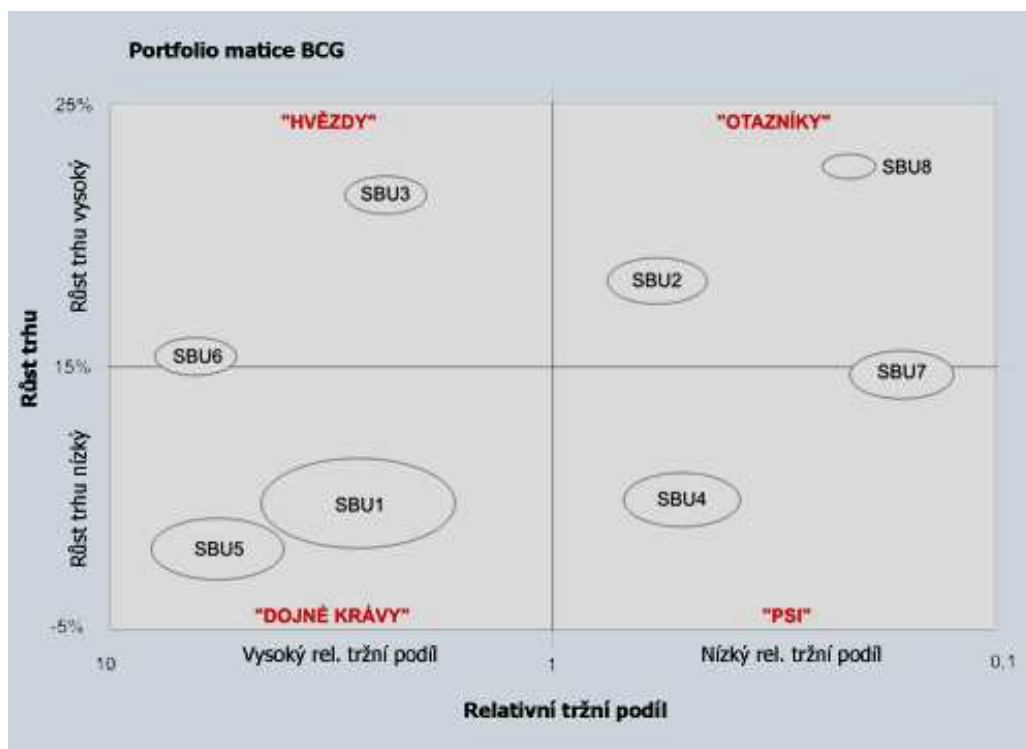 Portfolio matice BCG
25%
"HVĚZDY"
"OTAZNÍKY"
SBU8
SBU3
Růst trhu vysoký
SBU2
SBU6
15%
SBU7
Růst trhu
Růst trhu nízký
SBU4
SBU1
SBU5
"DOJNÉ KRÁVY"
"PSI"
-5%
10
Vysoký rel. tržní podíl
1
Nízký rel. tržní podíl
0,1
Relativní tržní podíl